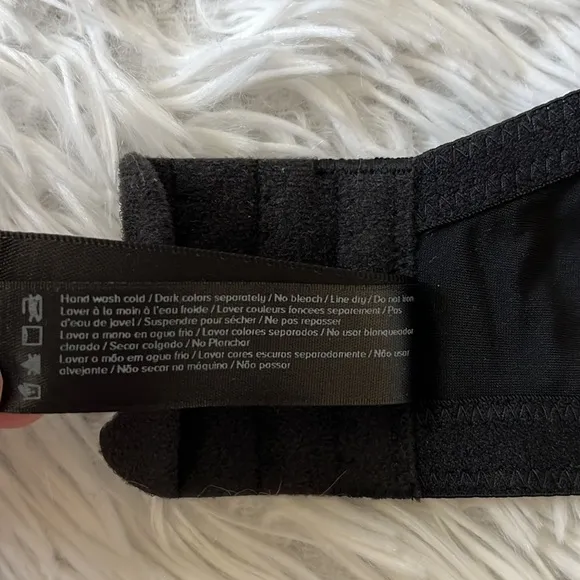 Hand wash cold / Dark colors separately / No bleach / Line dry / Do not iron
Laver à la main à l'eau froide / Laver couleurs foncees separement / Pas
d'eau de javel / Suspendre pour sécher / Ne pas repasser
Lavar a mano en agua fria / Lavar colores separados / No usar blanqueador
clorado / Secar colgado / No Planchar
Lavar a mão em agua frio / Lavar cores escuras separadamente / Não usar
alvejante / Não secar na máquina / Não passar